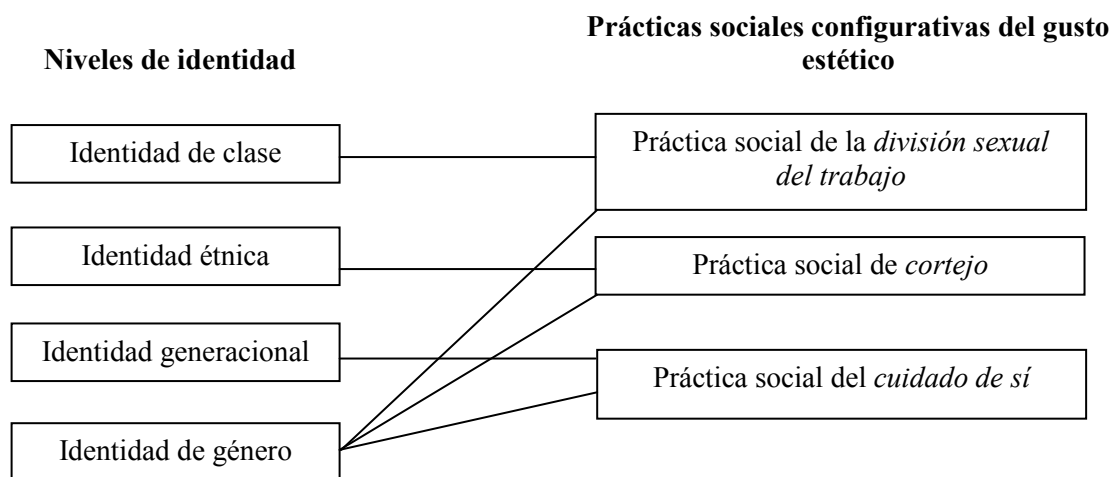 Niveles de identidad
Prácticas sociales configurativas del gusto
estético
Identidad de clase
Práctica social de la división sexual
del trabajo
Identidad étnica
Práctica social de cortejo
Identidad generacional
Práctica social del cuidado de sí
Identidad de género